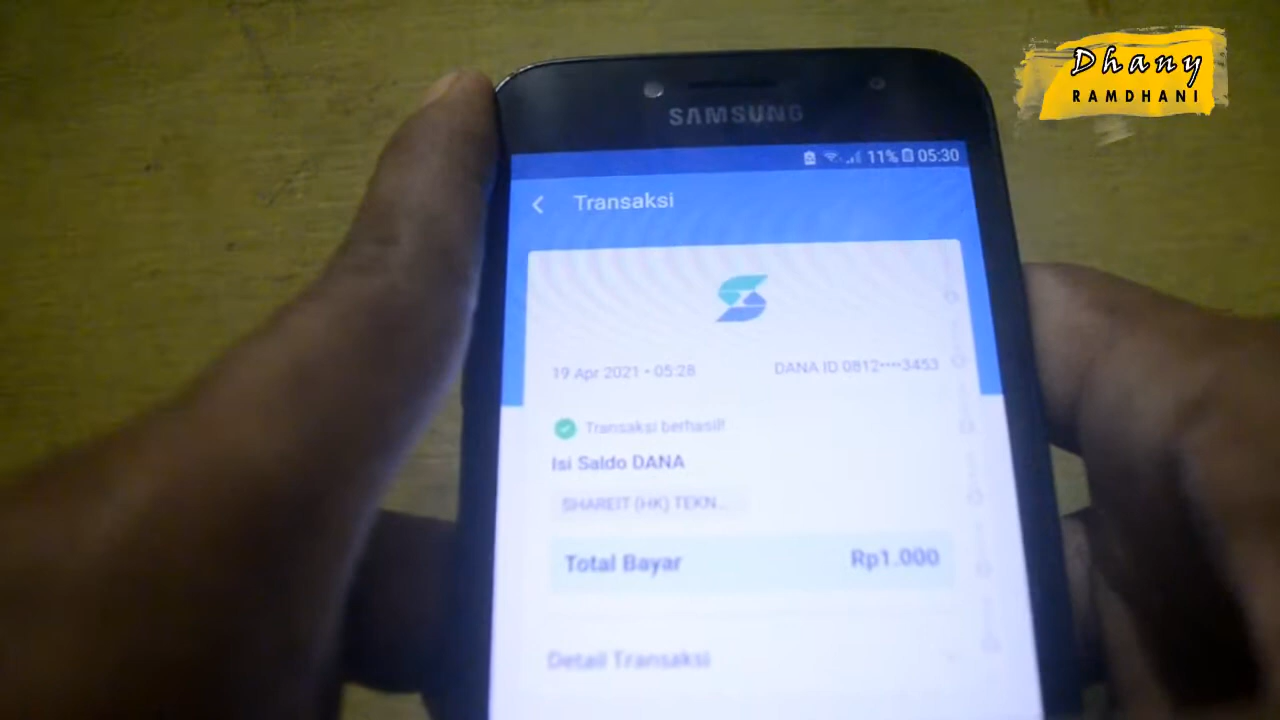 Dhany
RAMDHANI
SAMSUNG
11% 05:30
Transaksi
19 Apr 2021 • 05:28
DANA ID 0812••••3453
Transaksi berhasil!
Isi Saldo DANA
SHAREIT (HK) TEKN...
Total Bayar
Rp1.000
Detail Transaksi